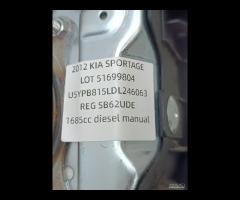 2012 KIA SPORTAGE
LOT 51699804
U5YPB815LDL246063
REG SB62UDE
1685cc diesel manual